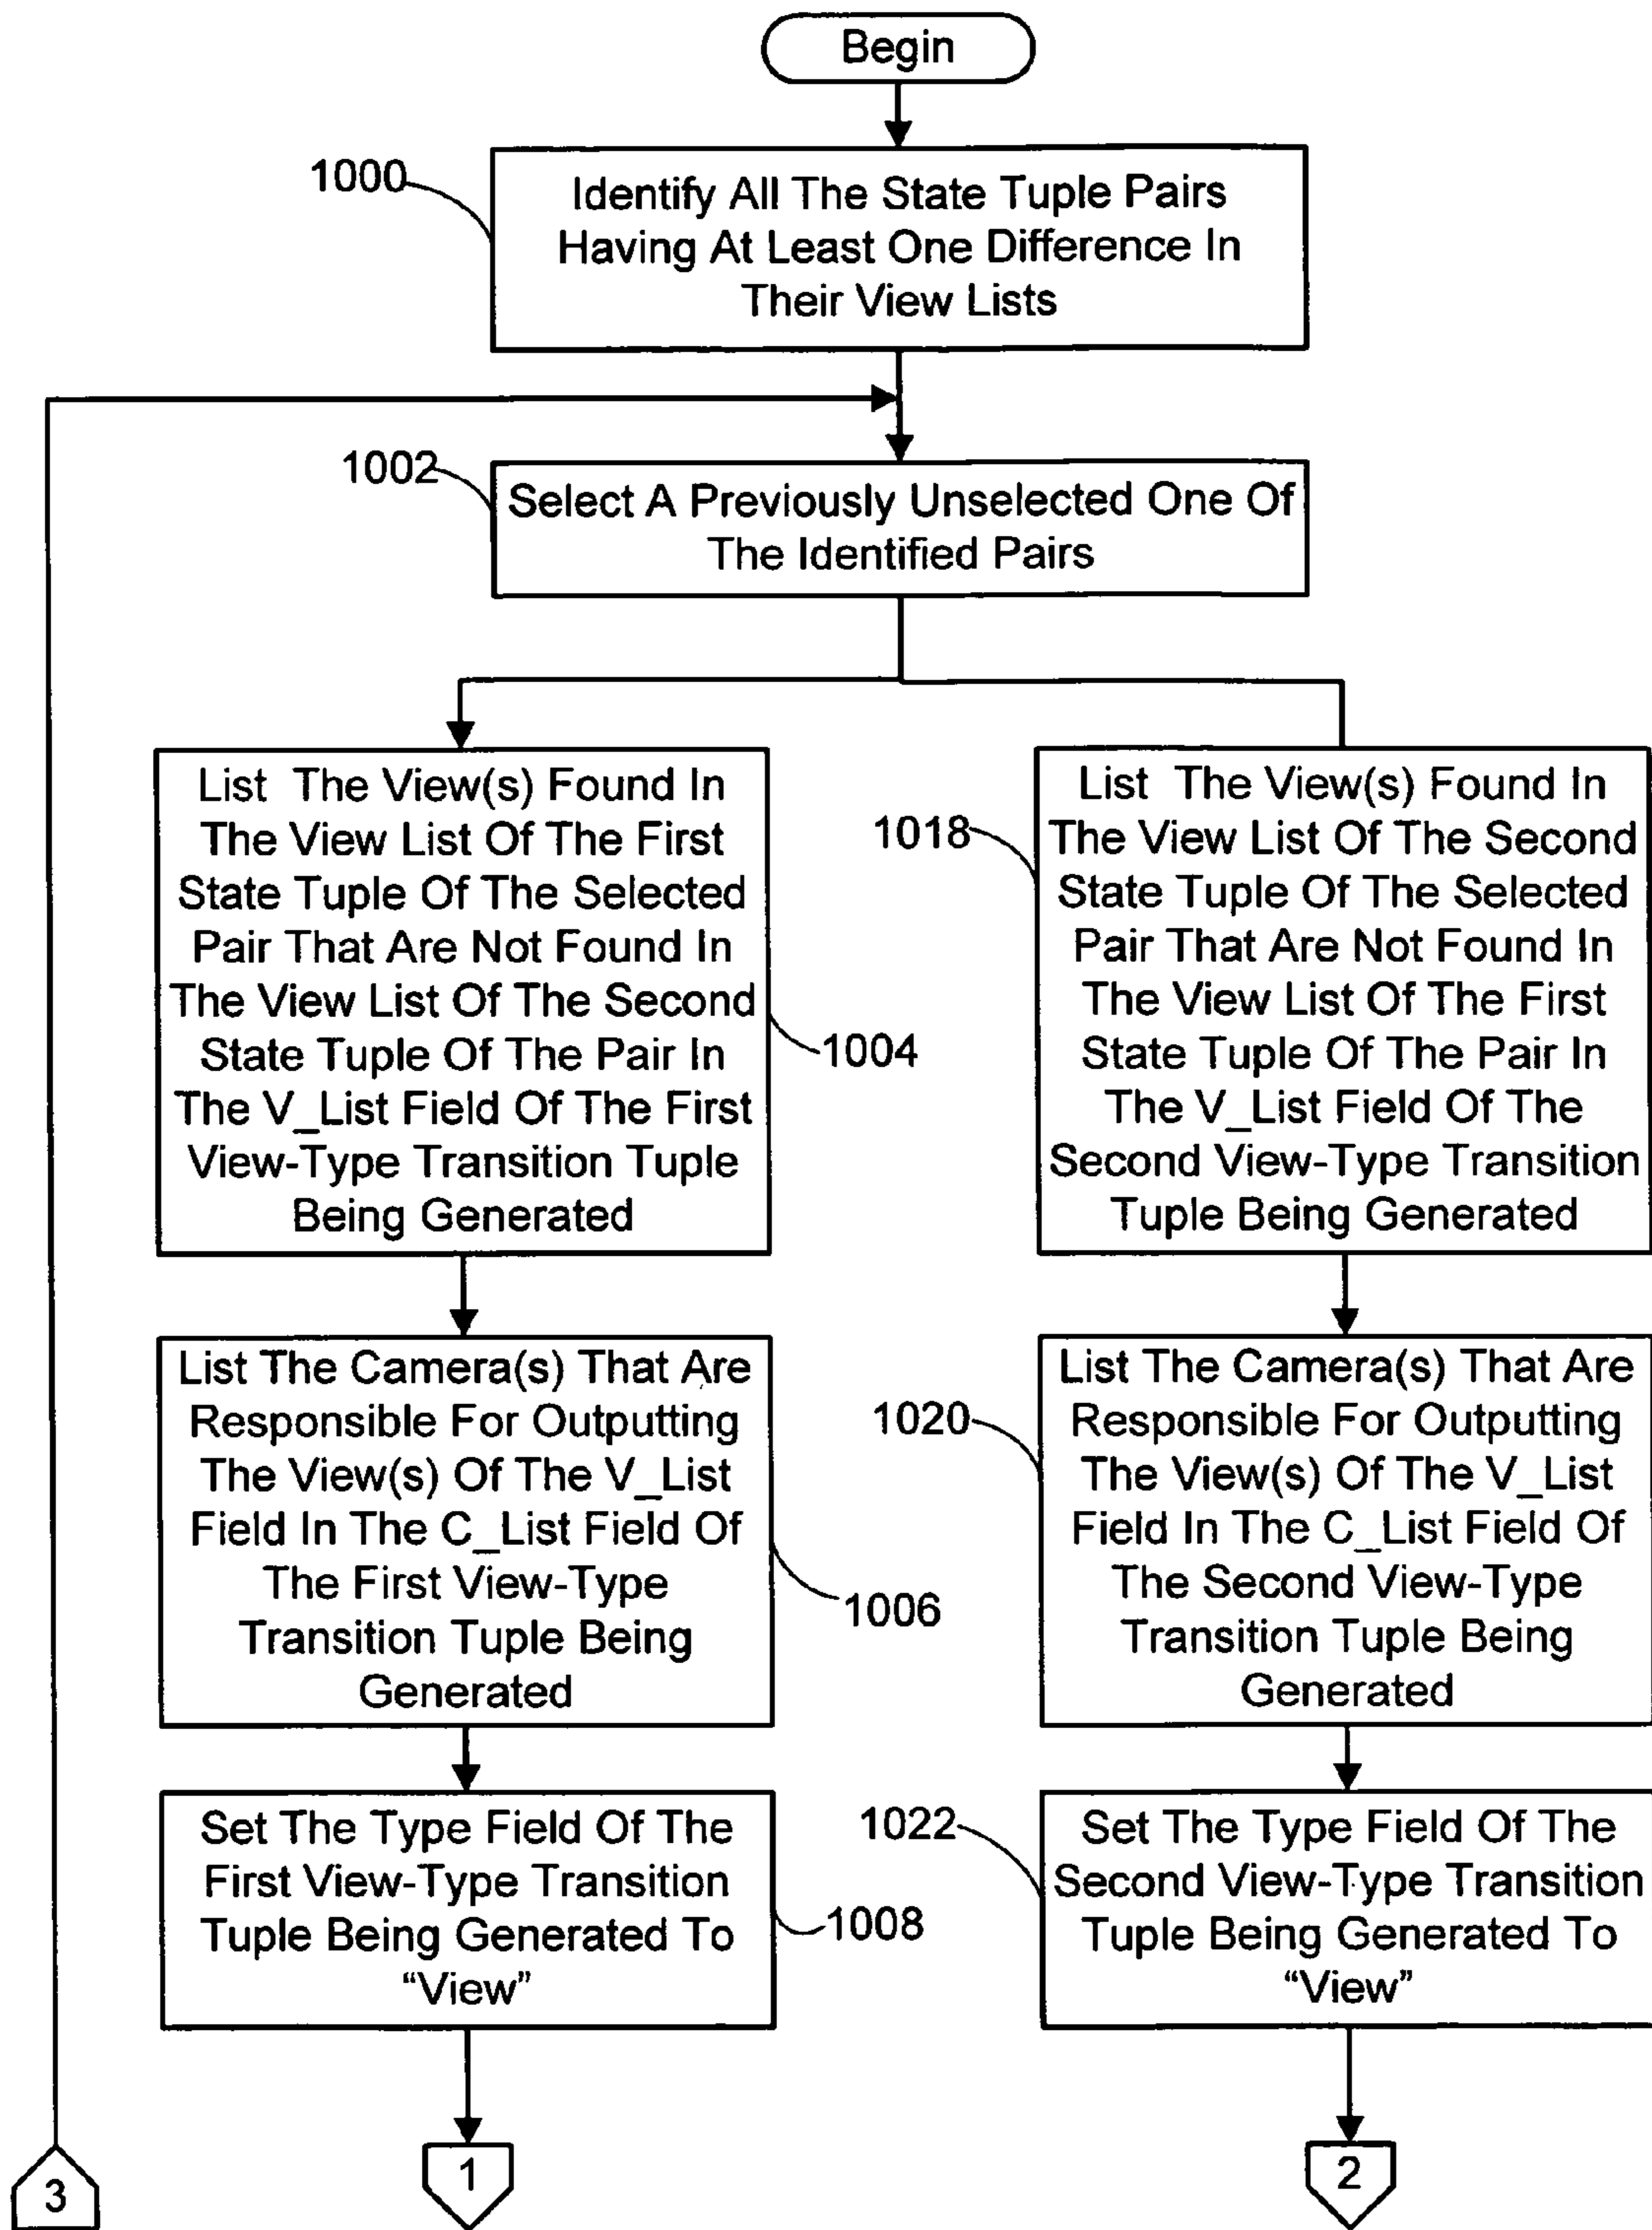 Begin
1000
Identify All The State Tuple Pairs
Having At Least One Difference In
Their View Lists
1002
Select A Previously Unselected One Of
The Identified Pairs
List The View(s) Found In
The View List Of The First
State Tuple Of The Selected
Pair That Are Not Found In
The View List Of The Second
State Tuple Of The Pair In
The V_List Field Of The First
View-Type Transition Tuple
Being Generated
1004
1018
List The View(s) Found In
The View List Of The Second
State Tuple Of The Selected
Pair That Are Not Found In
The View List Of The First
State Tuple Of The Pair In
The V_List Field Of The
Second View-Type Transition
Tuple Being Generated
List The Camera(s) That Are
Responsible For Outputting
The View(s) Of The V_List
Field In The C_List Field Of
The First View-Type
Transition Tuple Being
Generated
1006
1020
List The Camera(s) That Are
Responsible For Outputting
The View(s) Of The V_List
Field In The C_List Field Of
The Second View-Type
Transition Tuple Being
Generated
Set The Type Field Of The
First View-Type Transition
Tuple Being Generated To
“View”
1008
1022
Set The Type Field Of The
Second View-Type Transition
Tuple Being Generated To
“View”
3
1
2